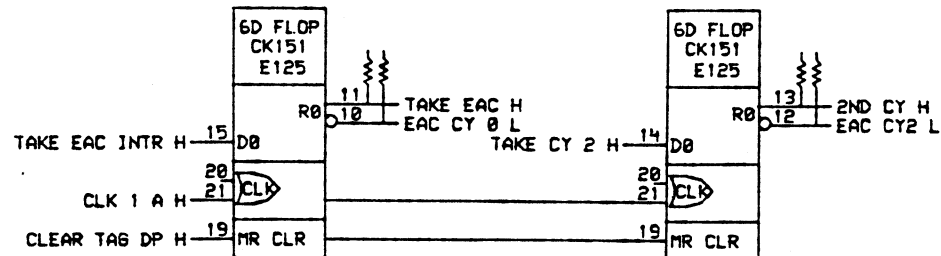 6D FLOP
CK151
E125
11
TAKE EAC H
R0
10
EAC CY 0 L
TAKE EAC INTR H
15
D0
20
CLK 1 A H
21
CLK
CLEAR TAG DP H
19
MR CLR
6D FLOP
CK151
E125
13
2ND CY H
R0
12
EAC CY2 L
TAKE CY 2 H
14
D0
20
21
CLK
19
MR CLR